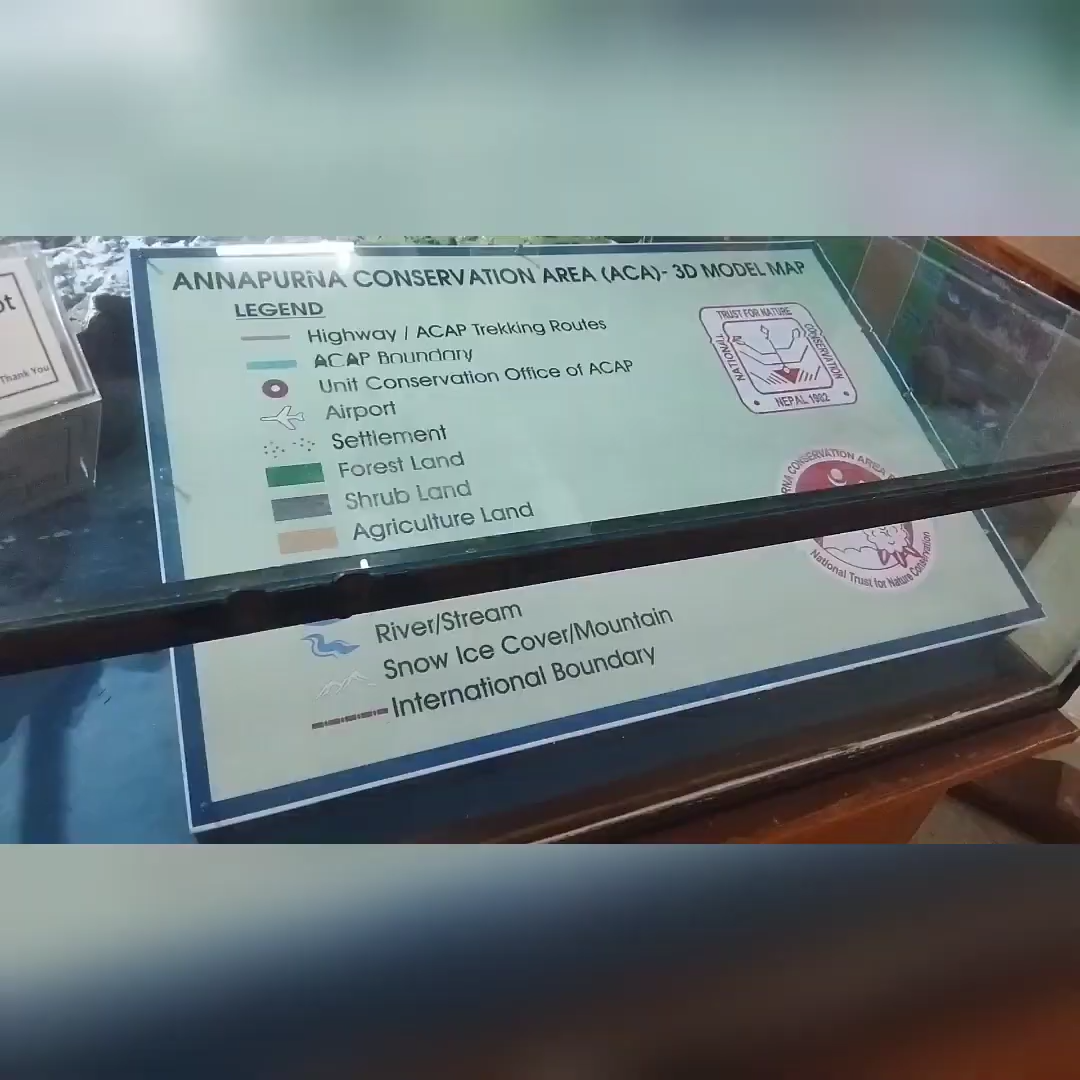 ANNAPURNA CONSERVATION AREA (ACA)- 3D MODEL MAP
LEGEND
Highway / ACAP Trekking Routes
ACAP Boundary
Unit Conservation Office of ACAP
Airport
Settlement
Forest Land
Shrub Land
Agriculture Land
River/Stream
Snow Ice Cover/Mountain
International Boundary
TRUST FOR NATURE
CONSERVATION
NATIONAL
NEPAL 1982
CONSERVATION AREA
National Trust for Nature Conservation
Thank You